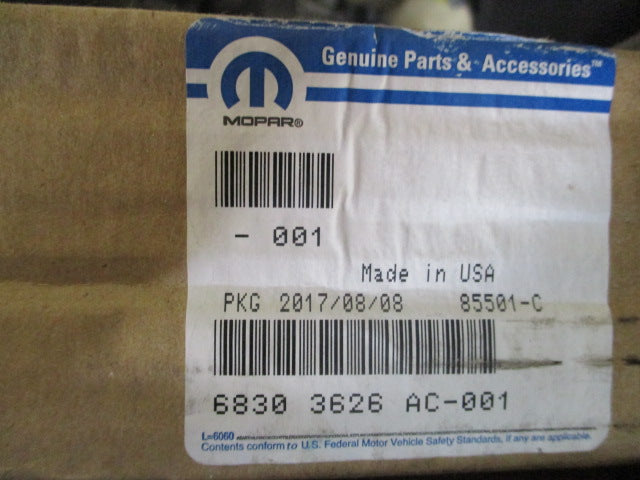 Genuine Parts & Accessories™
MOPAR®
- 001
Made in USA
PKG 2017/08/08 85501-C
6830 3626 AC-001
L=6060
Contents conform to U.S. Federal Motor Vehicle Safety Standards, if any are applicable.